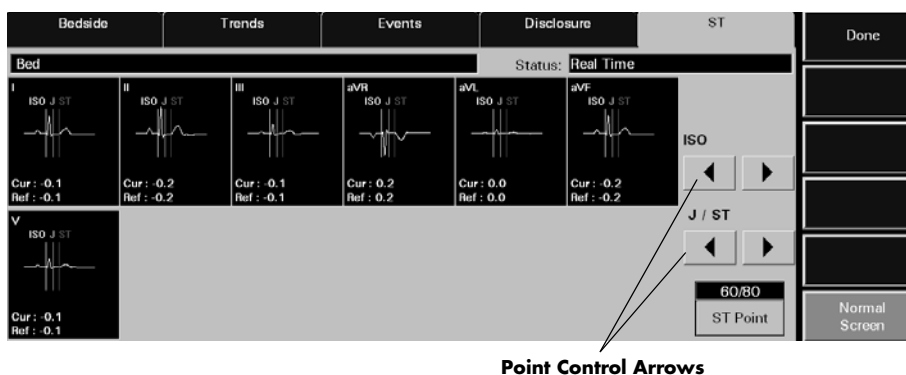 Bedside Trends Events Disclosure ST Done
Bed Status: Real Time
I II III aVR aVL aVF
ISO J ST ISO J ST ISO J ST ISO J ST ISO J ST ISO J ST
ISO
Cur : -0.1 Cur : -0.2 Cur : -0.1 Cur : 0.2 Cur : 0.0 Cur : -0.2
Ref : -0.1 Ref : -0.2 Ref : -0.1 Ref : 0.2 Ref : 0.0 Ref : -0.2
J / ST
V
ISO J ST
60/80
ST Point
Cur : -0.1
Ref : -0.1
Normal
Screen
Point Control Arrows